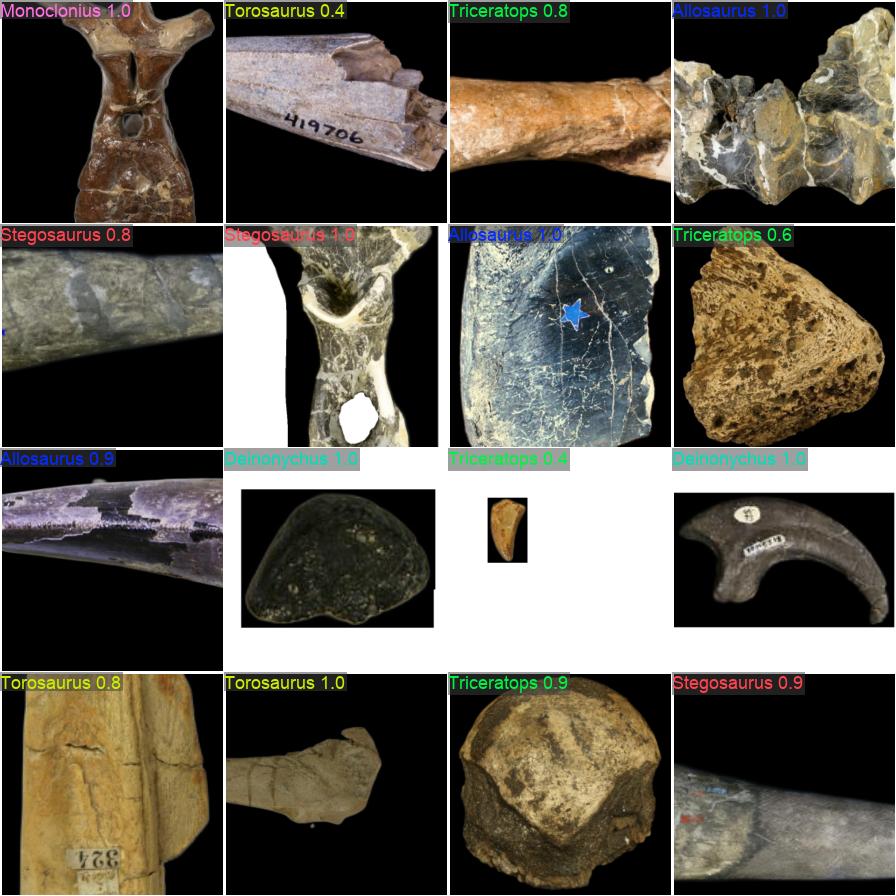 Monoclonius 1.0
Torosaurus 0.4
Triceratops 0.8
Allosaurus 1.0
419706
Stegosaurus 0.8
Stegosaurus 1.0
Allosaurus 1.0
Triceratops 0.6
Allosaurus 0.9
Deinonychus 1.0
Triceratops 0.4
Deinonychus 1.0
Torosaurus 0.8
Torosaurus 1.0
Triceratops 0.9
Stegosaurus 0.9
324